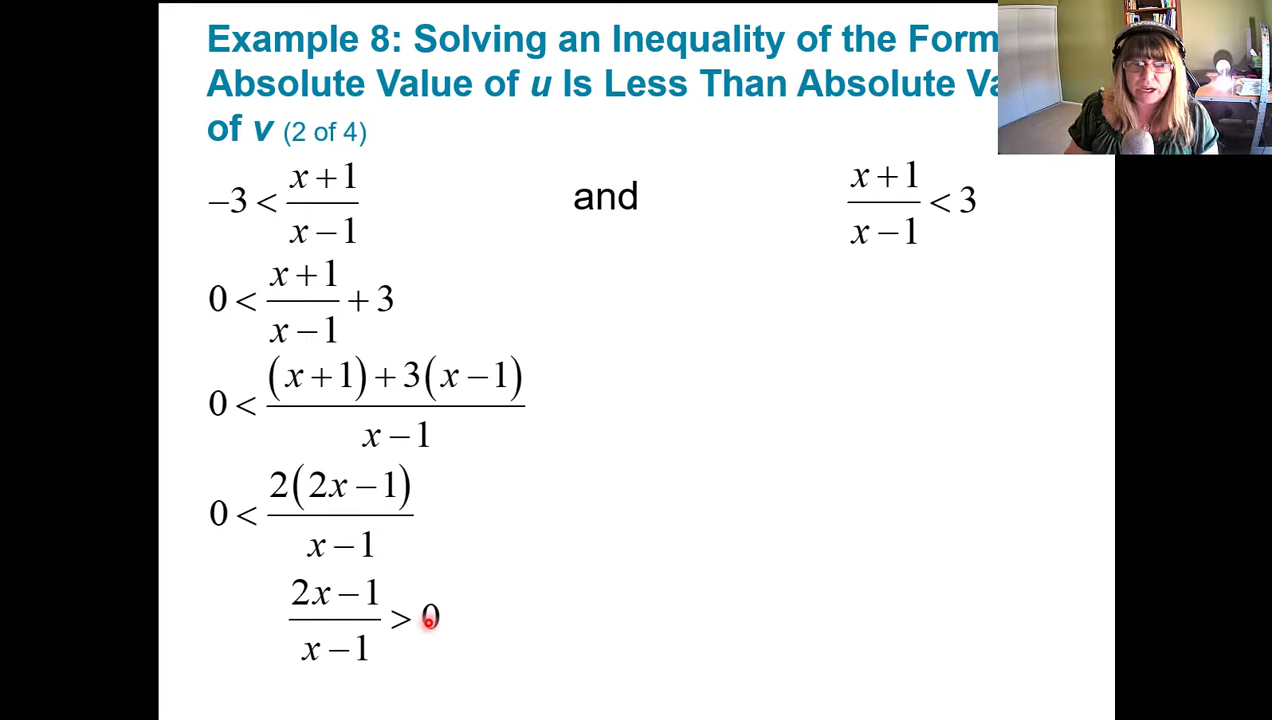 Example 8: Solving an Inequality of the Form
Absolute Value of u Is Less Than Absolute
of v (2 of 4)
−3 < (x + 1)/(x − 1) and (x + 1)/(x − 1) < 3
0 < (x + 1)/(x − 1) + 3
0 < ((x + 1) + 3(x − 1))/(x − 1)
0 < 2(2x − 1)/(x − 1)
(2x − 1)/(x − 1) > 0